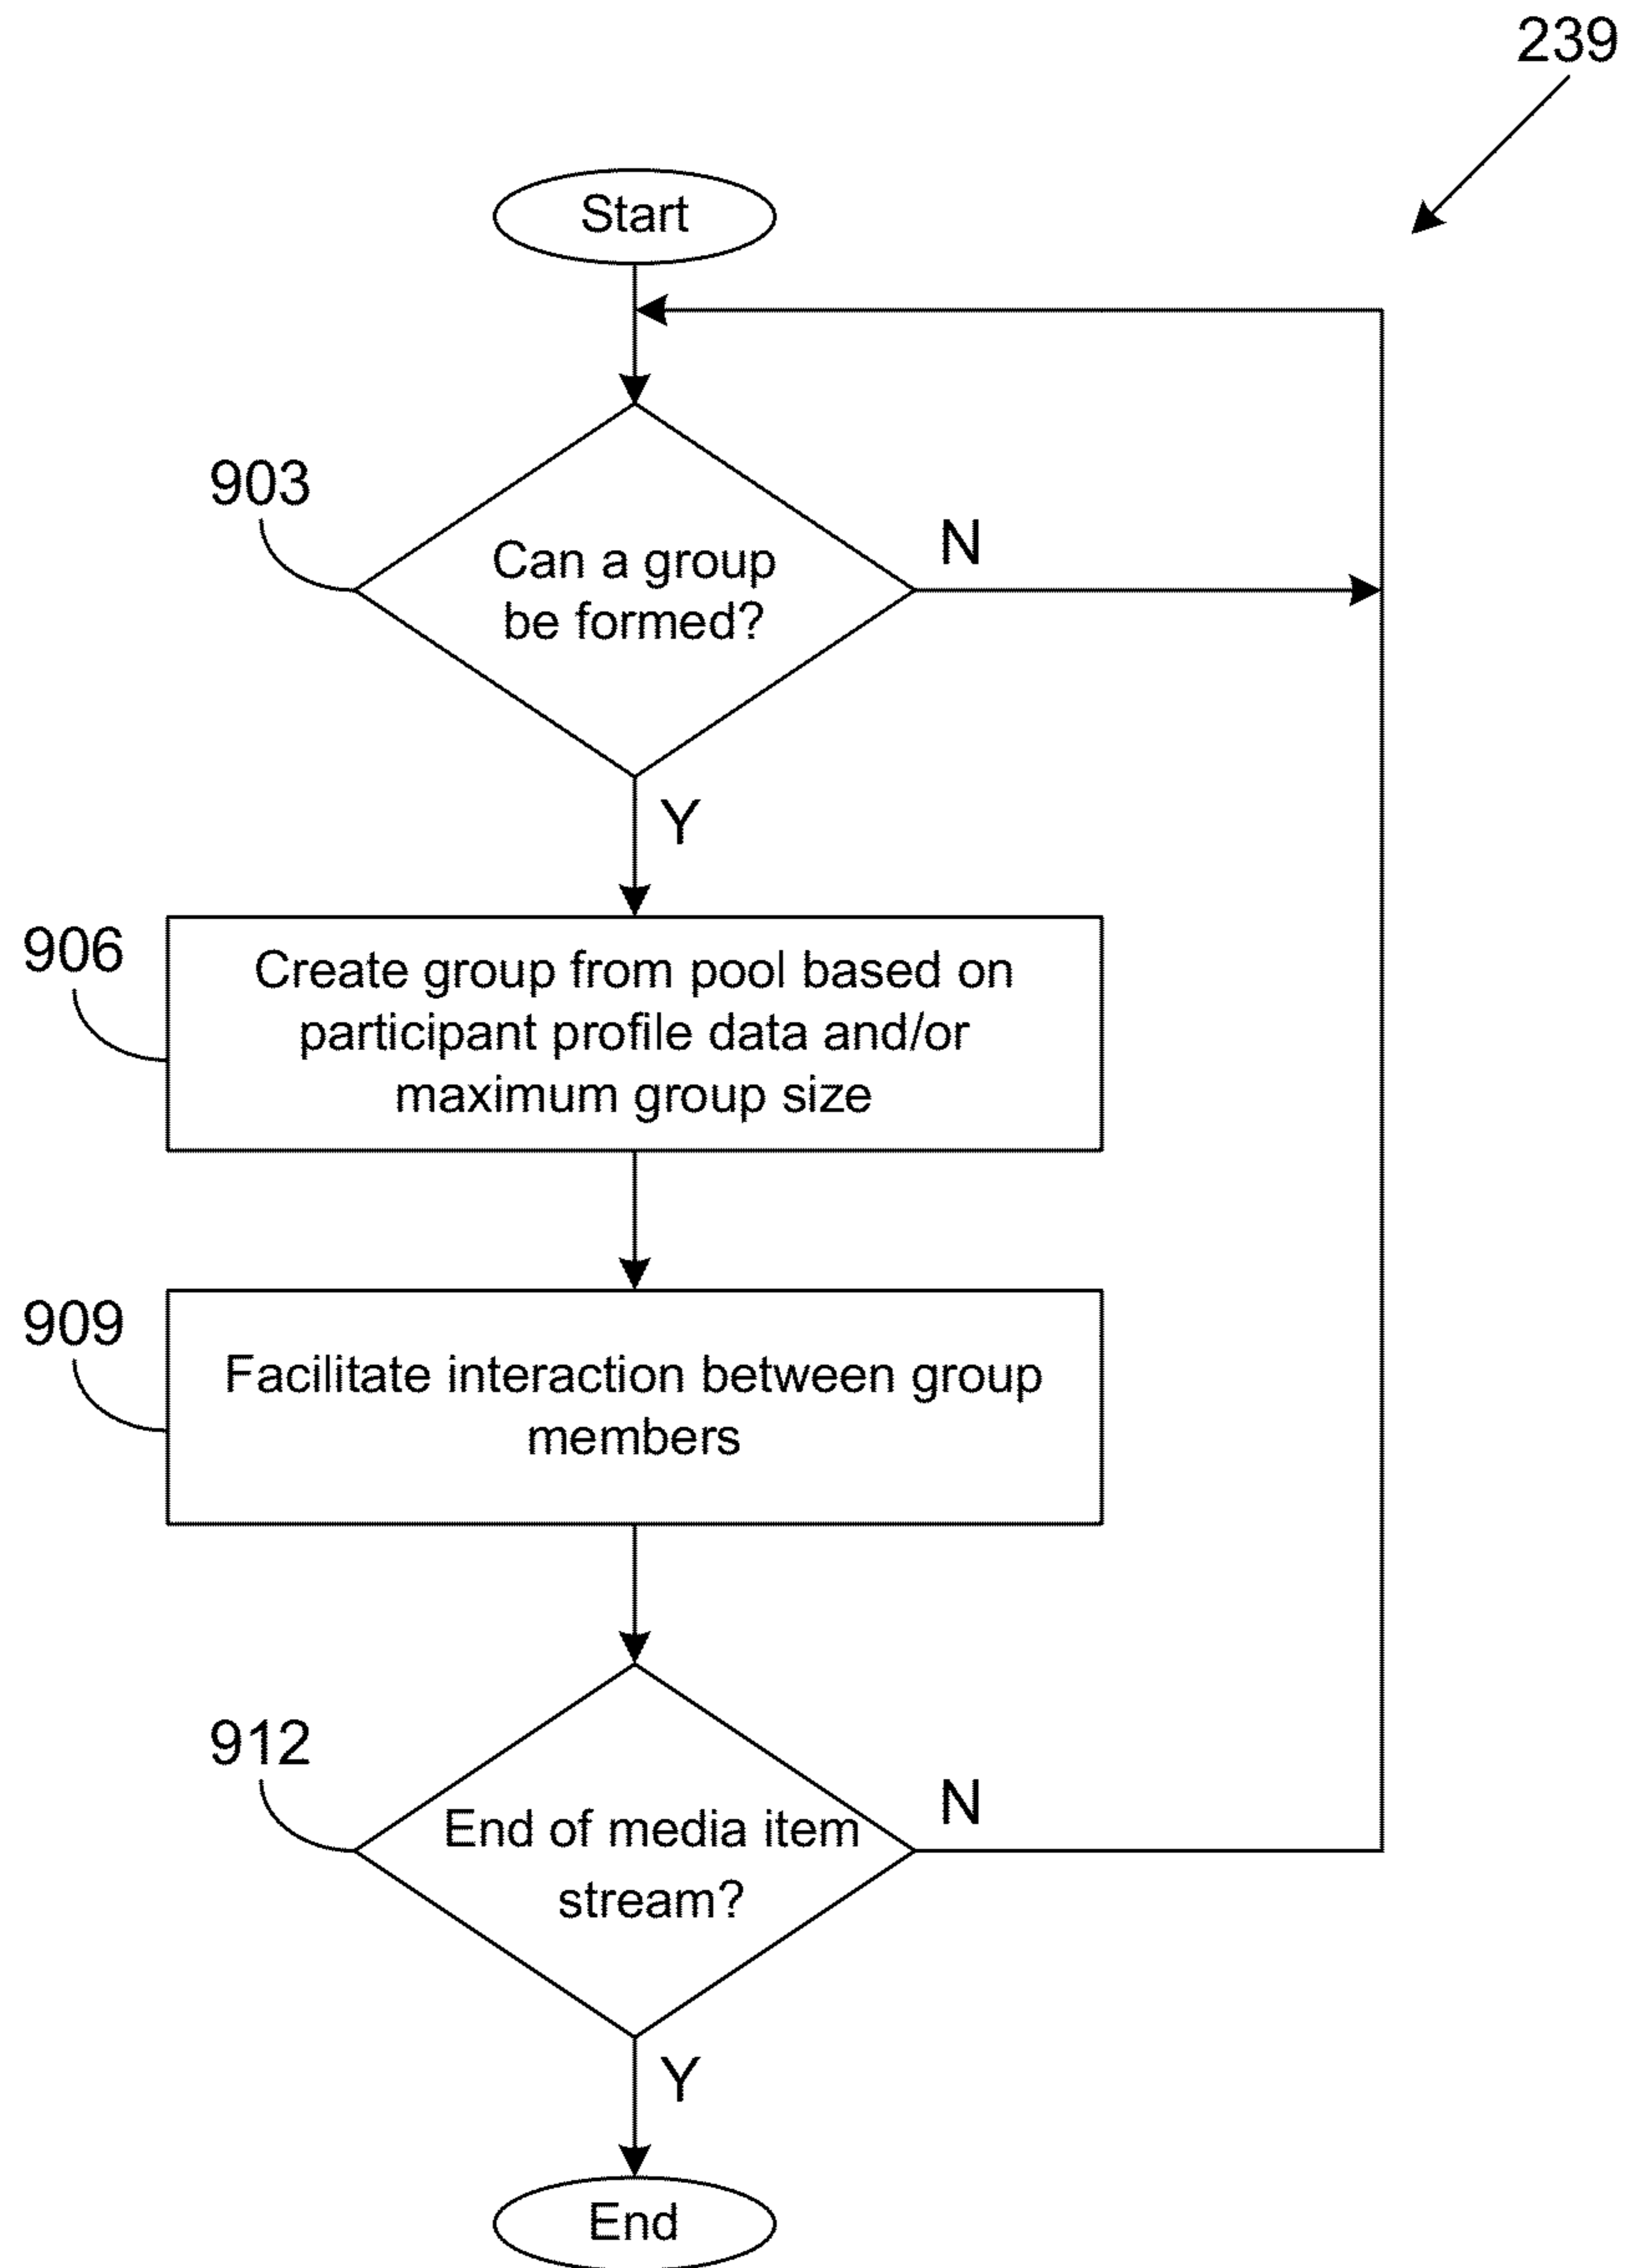 239
Start
903
Can a group
be formed?
N
Y
906
Create group from pool based on
participant profile data and/or
maximum group size
909
Facilitate interaction between group
members
912
End of media item
stream?
N
Y
End